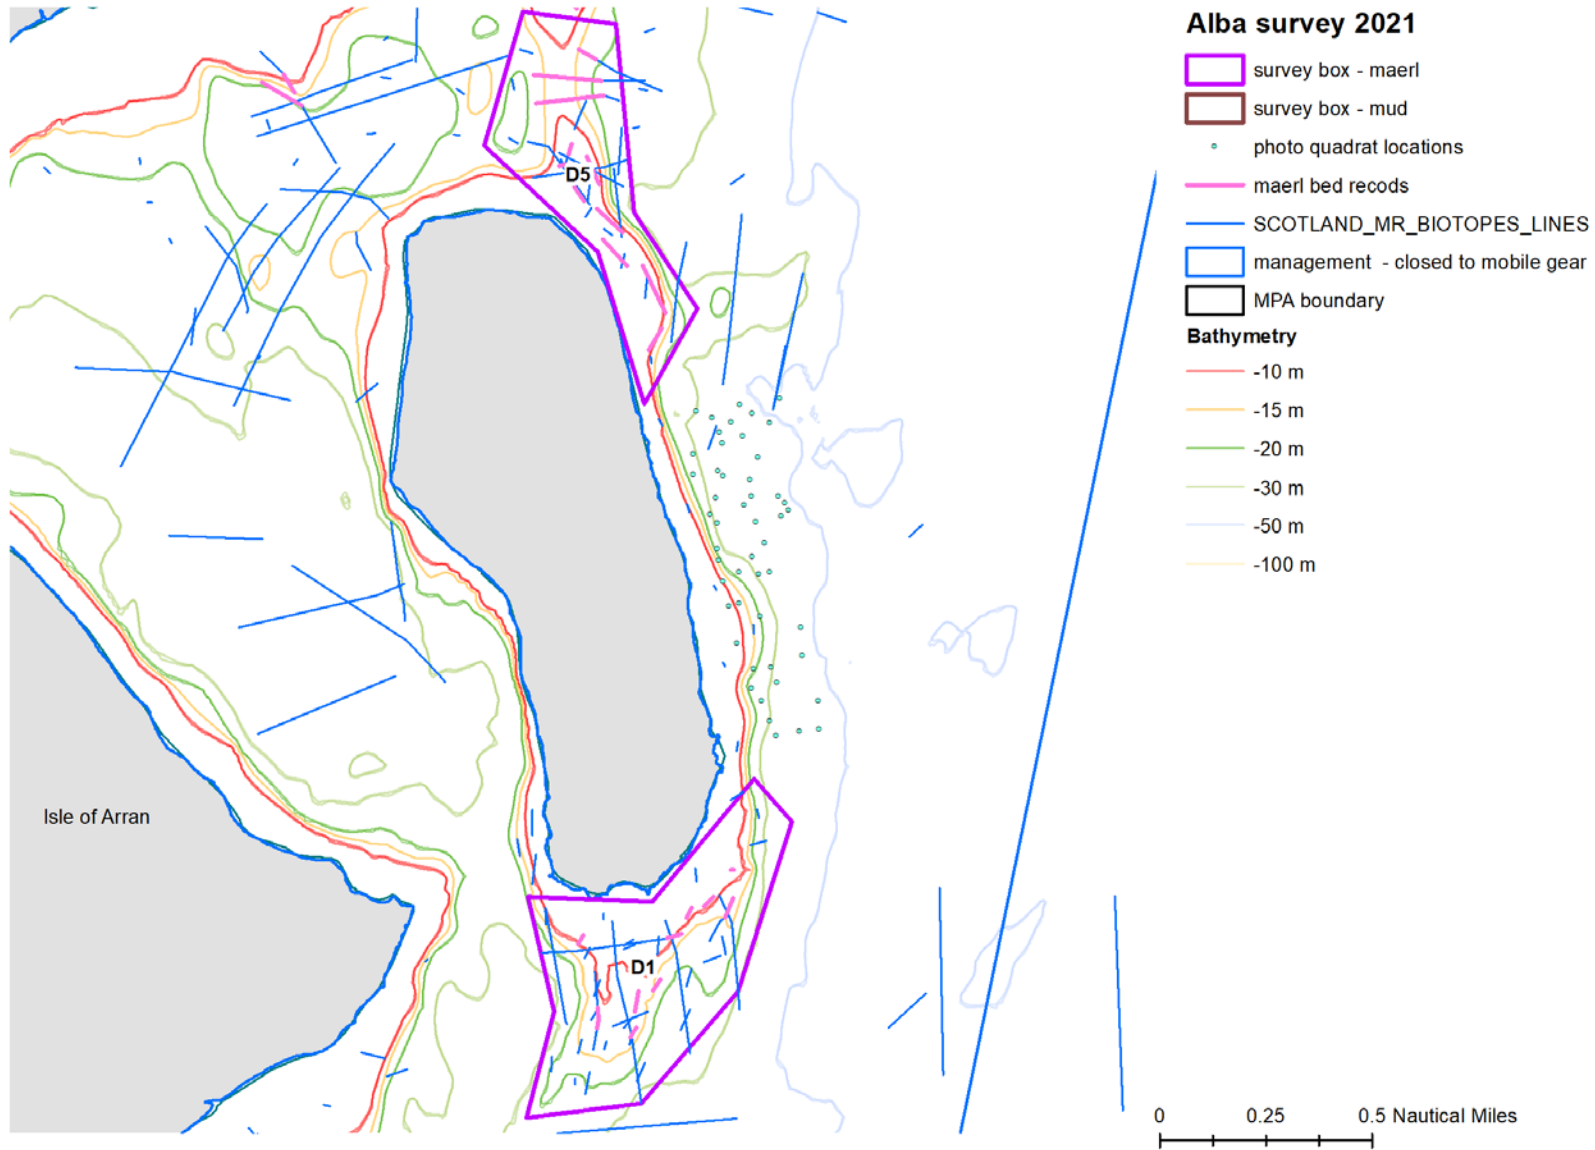 Alba survey 2021
survey box - maerl
survey box - mud
photo quadrat locations
maerl bed recods
SCOTLAND_MR_BIOTOPES_LINES
management - closed to mobile gear
MPA boundary
Bathymetry
-10 m
-15 m
-20 m
-30 m
-50 m
-100 m
D5
Isle of Arran
D1
0 0.25 0.5 Nautical Miles